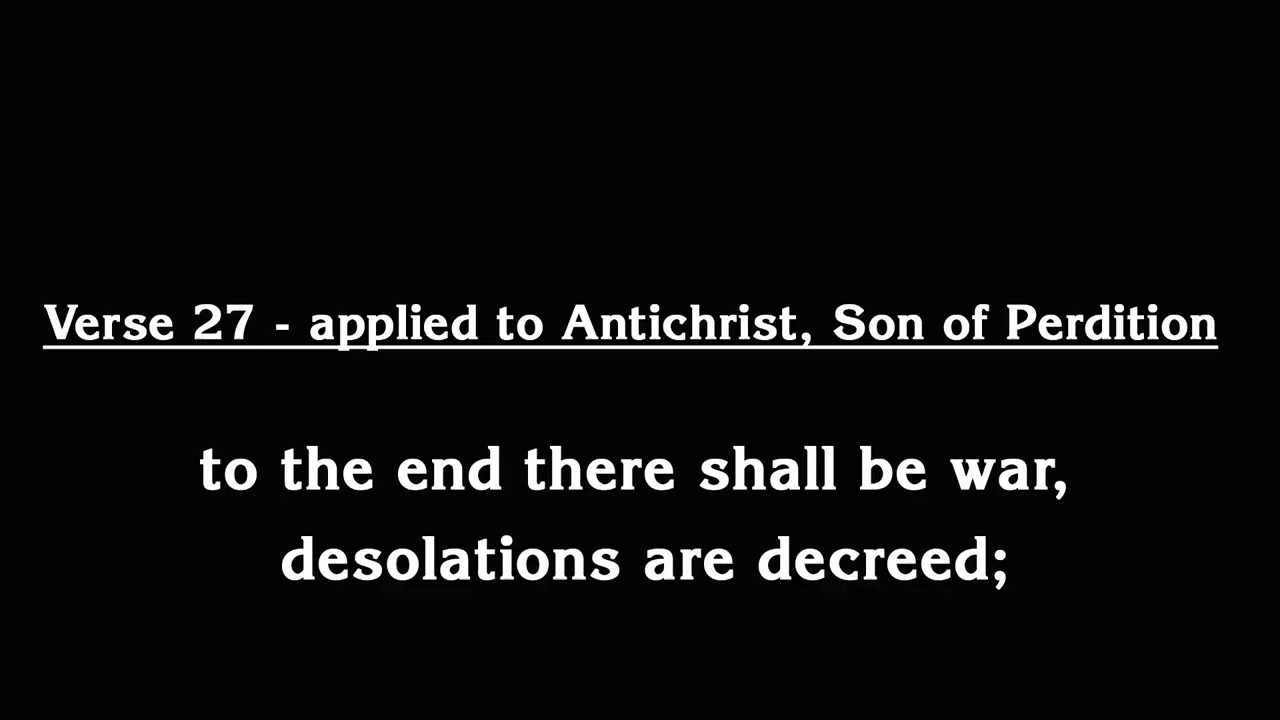 Verse 27 - applied to Antichrist, Son of Perdition
to the end there shall be war,
desolations are decreed;